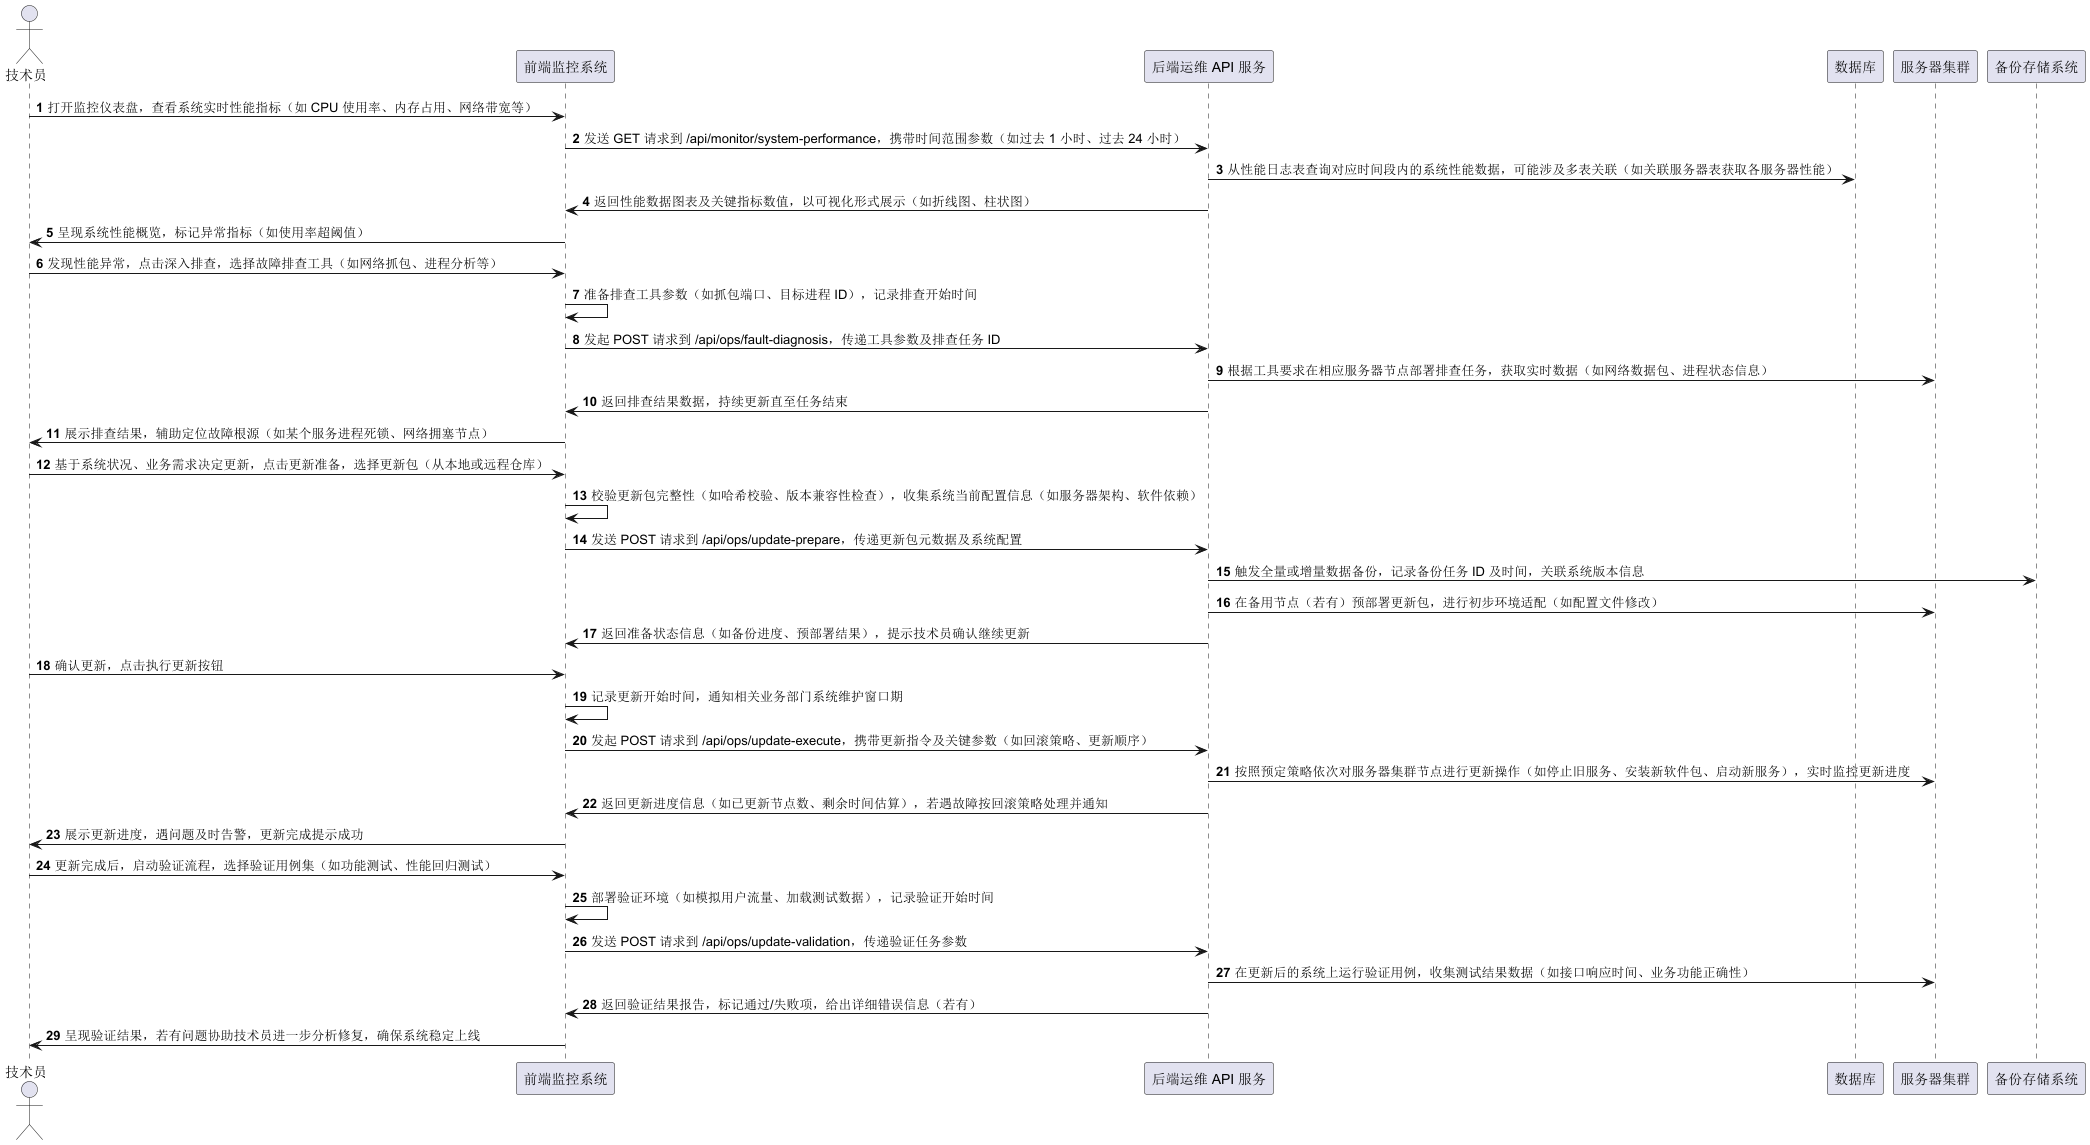 技术员
前端监控系统
后端运维 API 服务
数据库
服务器集群
备份存储系统
1 打开监控仪表盘，查看系统实时性能指标（如 CPU 使用率、内存占用、网络带宽等）
2 发送 GET 请求到 /api/monitor/system-performance，携带时间范围参数（如过去 1 小时、过去 24 小时）
3 从性能日志表查询对应时间段内的系统性能数据，可能涉及多表关联（如关联服务器表获取各服务器性能）
4 返回性能数据图表及关键指标数值，以可视化形式展示（如折线图、柱状图）
5 呈现系统性能概览，标记异常指标（如使用率超阈值）
6 发现性能异常，点击深入排查，选择故障排查工具（如网络抓包、进程分析等）
7 准备排查工具参数（如抓包端口、目标进程 ID），记录排查开始时间
8 发起 POST 请求到 /api/ops/fault-diagnosis，传递工具参数及排查任务 ID
9 根据工具要求在相应服务器节点部署排查任务，获取实时数据（如网络数据包、进程状态信息）
10 返回排查结果数据，持续更新直至任务结束
11 展示排查结果，辅助定位故障根源（如某个服务进程死锁、网络拥塞节点）
12 基于系统状况、业务需求决定更新，点击更新准备，选择更新包（从本地或远程仓库）
13 校验更新包完整性（如哈希校验、版本兼容性检查），收集系统当前配置信息（如服务器架构、软件依赖）
14 发送 POST 请求到 /api/ops/update-prepare，传递更新包元数据及系统配置
15 触发全量或增量数据备份，记录备份任务 ID 及时间，关联系统版本信息
16 在备用节点（若有）预部署更新包，进行初步环境适配（如配置文件修改）
17 返回准备状态信息（如备份进度、预部署结果），提示技术员确认继续更新
18 确认更新，点击执行更新按钮
19 记录更新开始时间，通知相关业务部门系统维护窗口期
20 发起 POST 请求到 /api/ops/update-execute，携带更新指令及关键参数（如回滚策略、更新顺序）
21 按照预定策略依次对服务器集群节点进行更新操作（如停止旧服务、安装新软件包、启动新服务），实时监控更新进度
22 返回更新进度信息（如已更新节点数、剩余时间估算），若遇故障按回滚策略处理并通知
23 展示更新进度，遇问题及时告警，更新完成提示成功
24 更新完成后，启动验证流程，选择验证用例集（如功能测试、性能回归测试）
25 部署验证环境（如模拟用户流量、加载测试数据），记录验证开始时间
26 发送 POST 请求到 /api/ops/update-validation，传递验证任务参数
27 在更新后的系统上运行验证用例，收集测试结果数据（如接口响应时间、业务功能正确性）
28 返回验证结果报告，标记通过/失败项，给出详细错误信息（若有）
29 呈现验证结果，若有问题协助技术员进一步分析修复，确保系统稳定上线
技术员
前端监控系统
后端运维 API 服务
数据库
服务器集群
备份存储系统